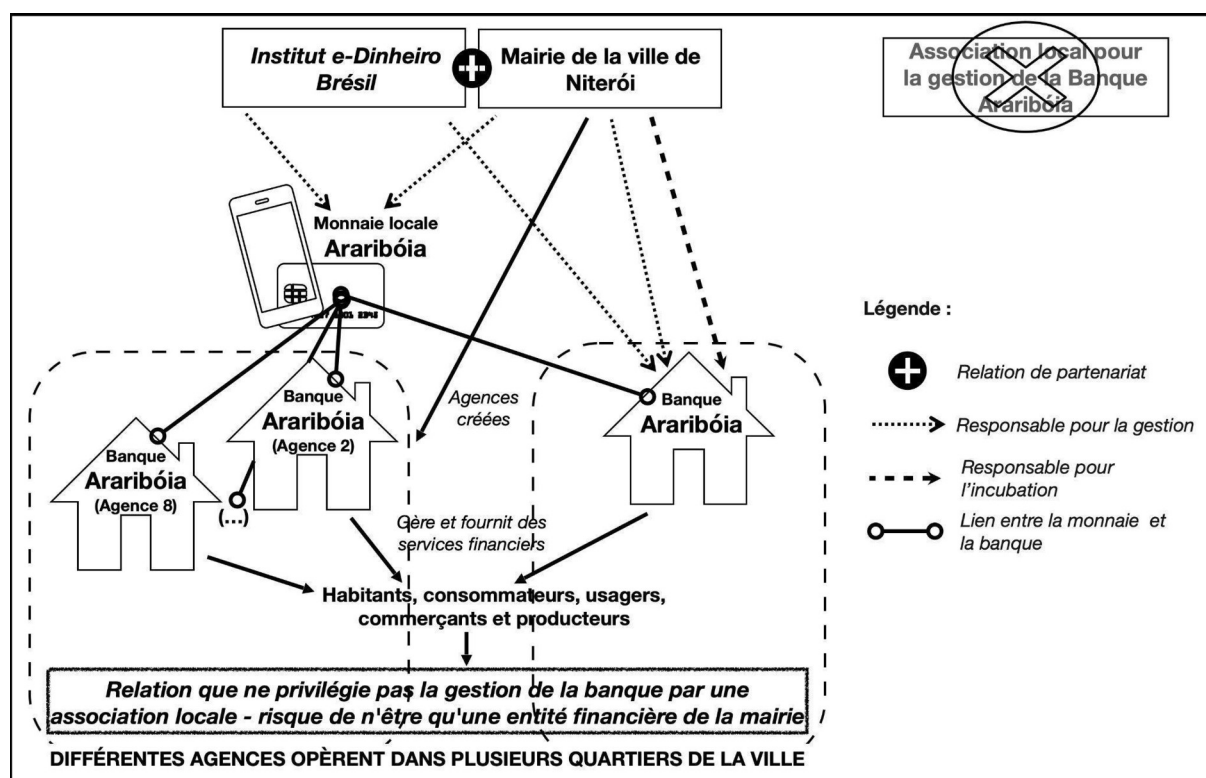 Institut e-Dinheiro
Brésil
Mairie de la ville de
Niterói
Association local pour
la gestion de la Banque
Arariboía
Monnaie locale
Araribóia
Banque
Araribóia
(Agence 2)
Banque
Araribóia
(Agence 8)
(...)
Agences
créées
Banque
Araribóia
Gère et fournit des
services financiers
Habitants, consommateurs, usagers,
commerçants et producteurs
Relation que ne privilégie pas la gestion de la banque par une
association locale - risque de n'être qu'une entité financière de la mairie
DIFFÉRENTES AGENCES OPÈRENT DANS PLUSIEURS QUARTIERS DE LA VILLE
Légende :
Relation de partenariat
Responsable pour la gestion
Responsable pour
l'incubation
Lien entre la monnaie et
la banque